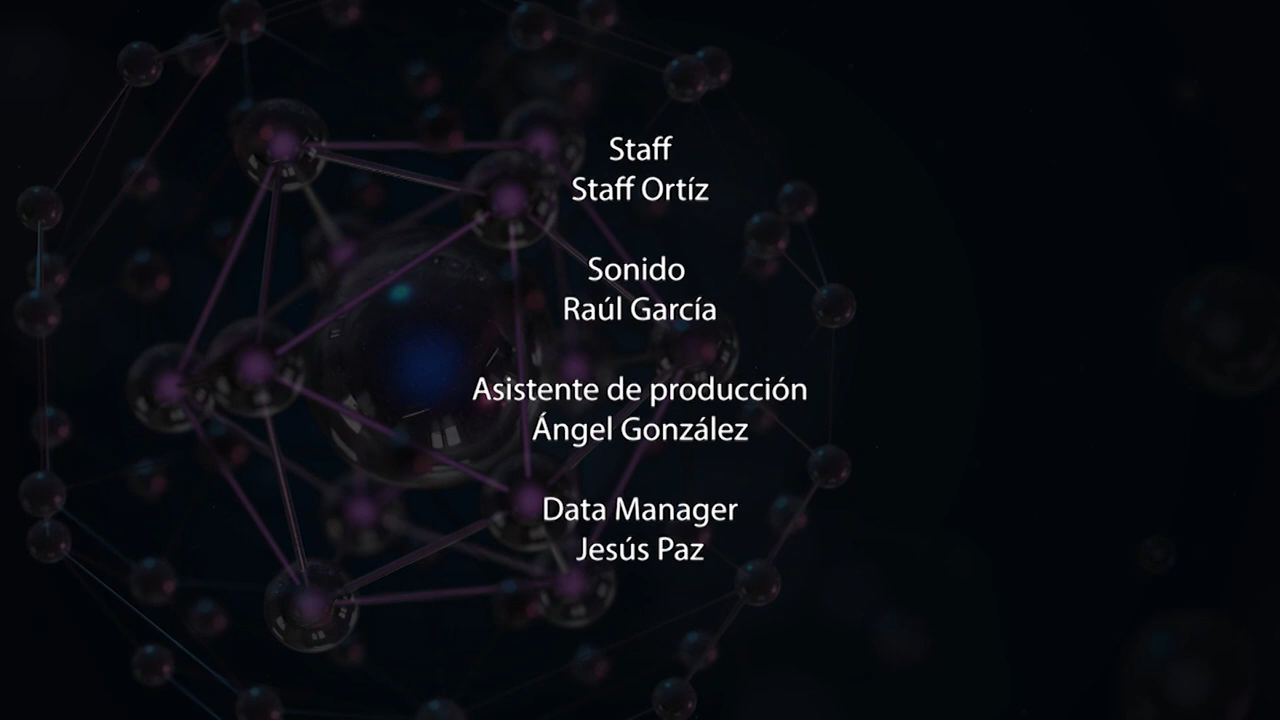 Staff
Staff Ortíz
Sonido
Raúl García
Asistente de producción
Ángel González
Data Manager
Jesús Paz